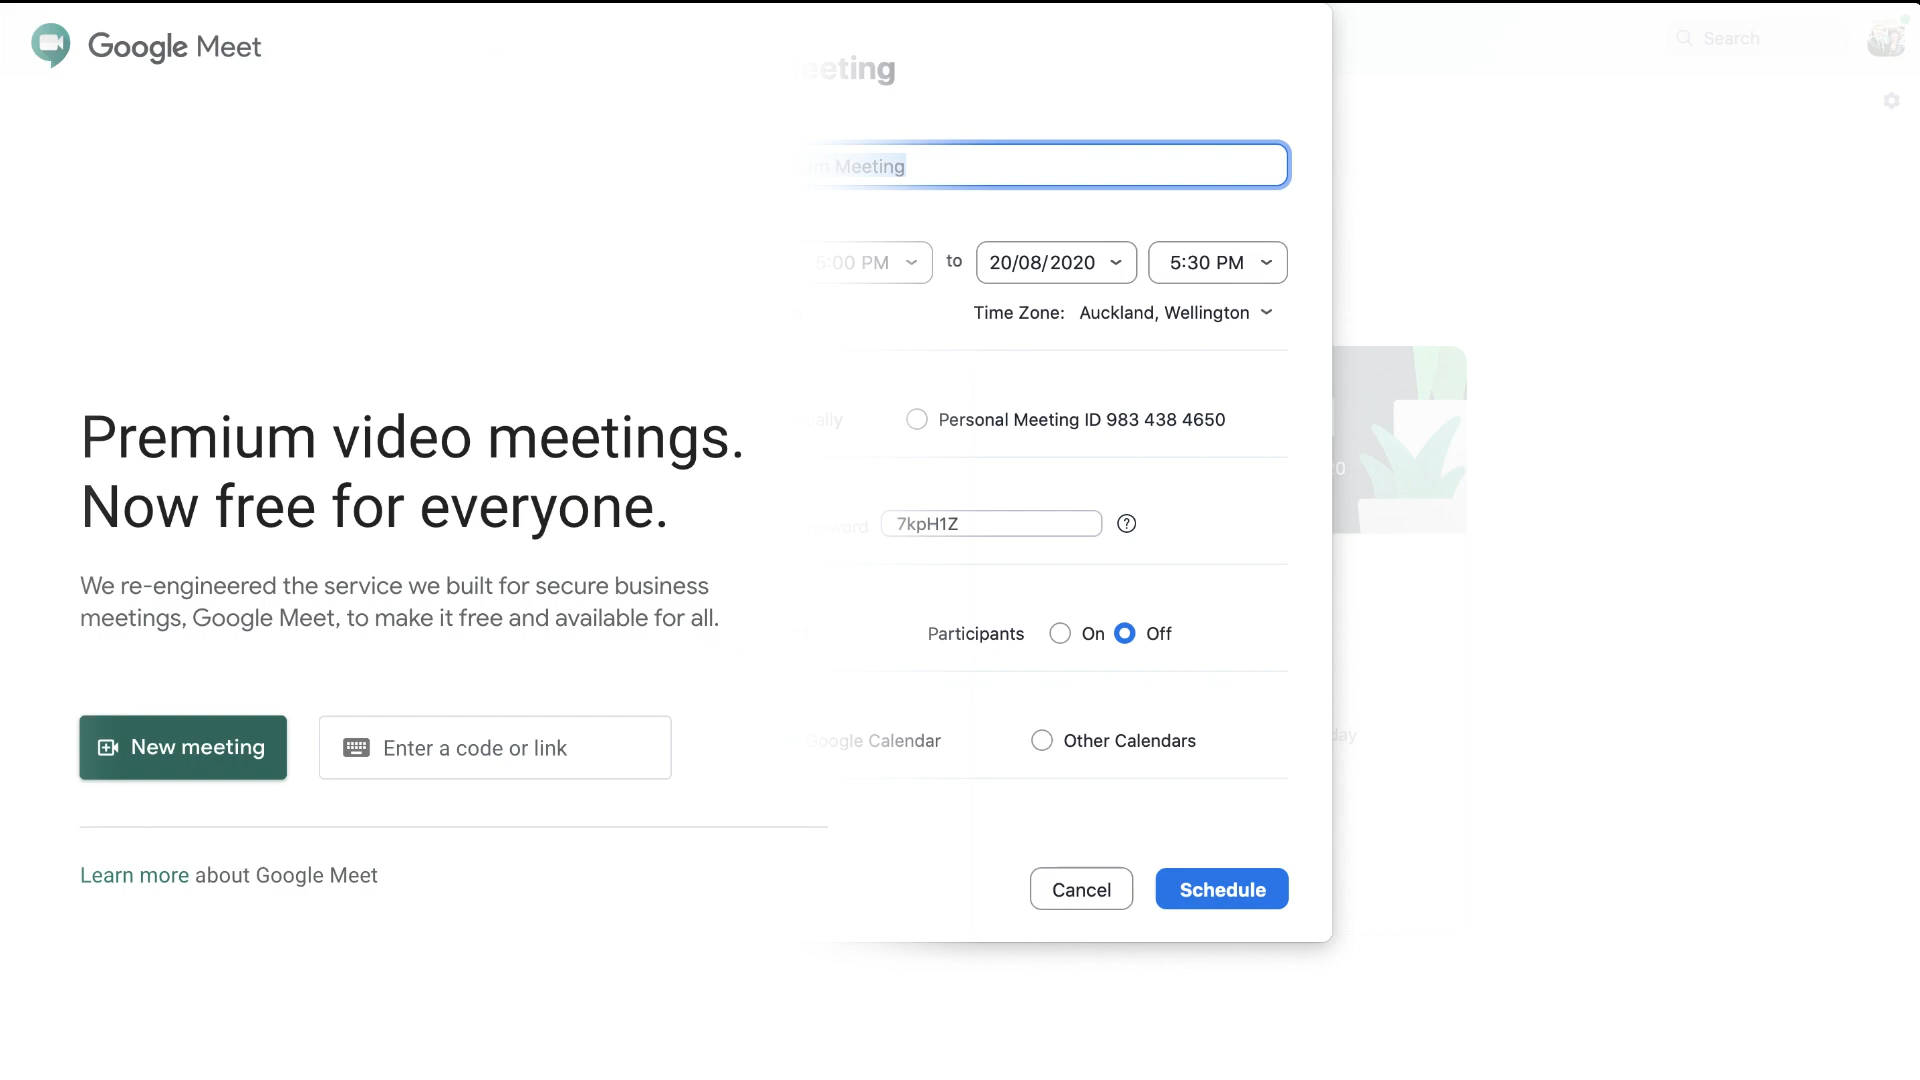 Google Meet
Search
eeting
m Meeting
5:00 PM to 20/08/2020 5:30 PM
Time Zone: Auckland, Wellington
Personal Meeting ID 983 438 4650
Premium video meetings.
Now free for everyone.
7kpH1Z
We re-engineered the service we built for secure business
meetings, Google Meet, to make it free and available for all.
Participants On Off
New meeting
Enter a code or link
Google Calendar
Other Calendars
day
Learn more about Google Meet
Cancel
Schedule